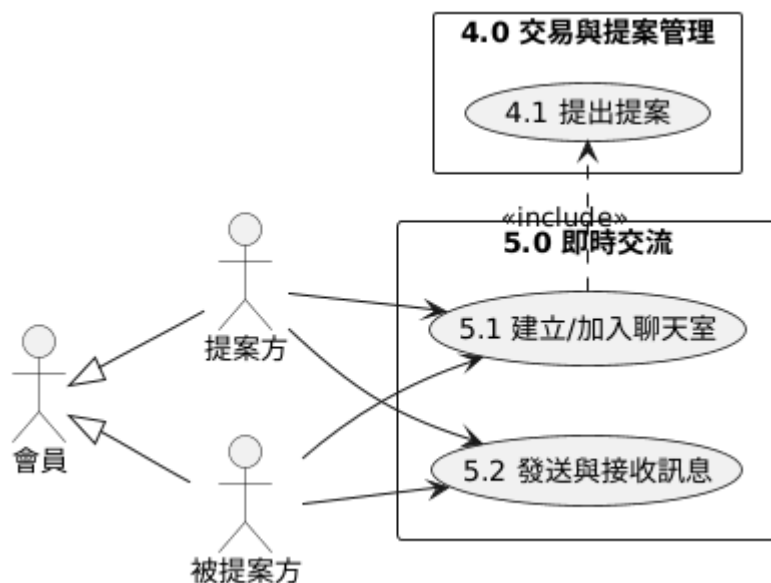 4.0 交易與提案管理
4.1 提出提案
«include»
5.0 即時交流
5.1 建立/加入聊天室
提案方
會員
5.2 發送與接收訊息
被提案方